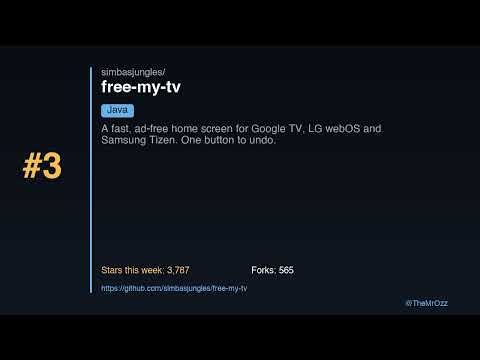 simbasjungles/
free-my-tv
Java
A fast, ad-free home screen for Google TV, LG webOS and
Samsung Tizen. One button to undo.
#3
Stars this week: 3,787
Forks: 565
https://github.com/simbasjungles/free-my-tv
@TheMrOzz